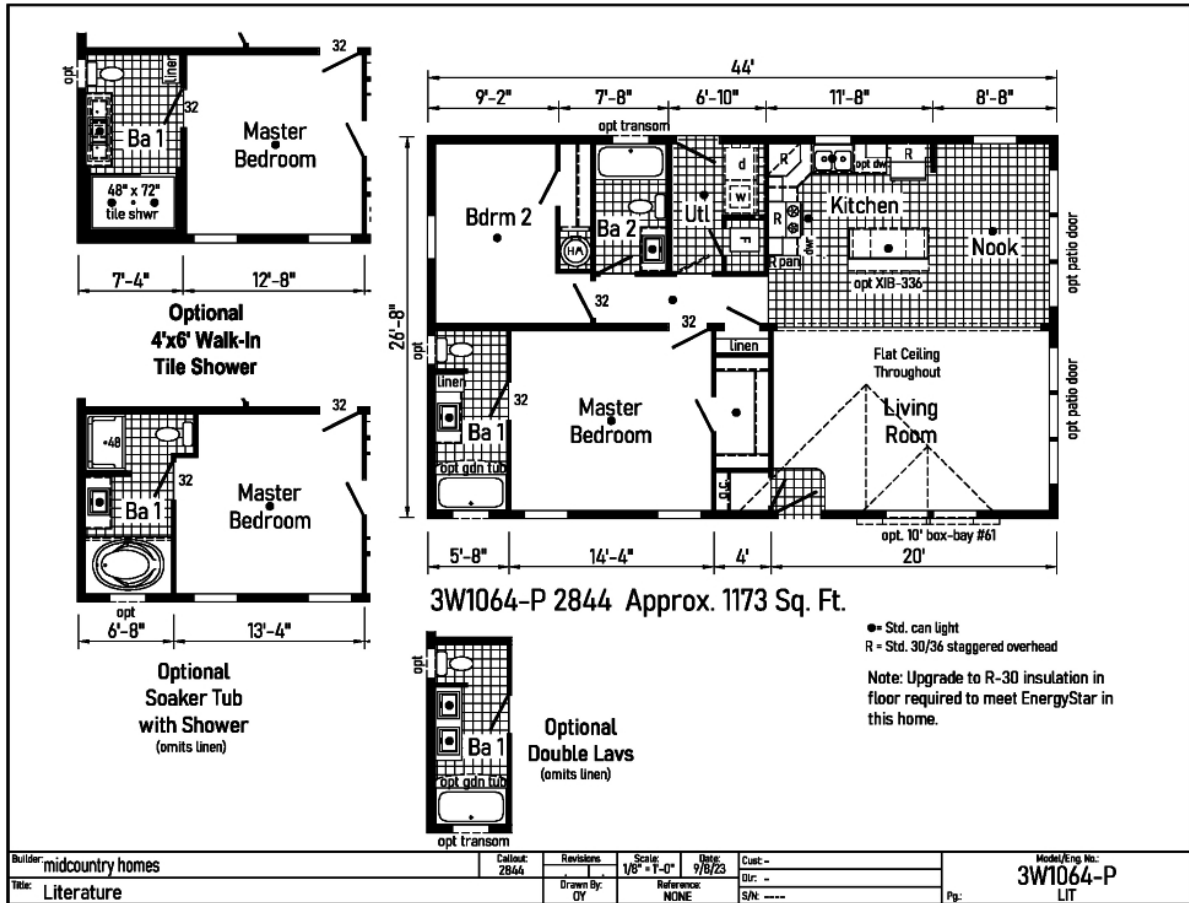 opt
linen
32
32
Ba 1
Master
Bedroom
48" x 72"
tile shwr
7'-4"
12'-8"
Optional
4'x6' Walk-In
Tile Shower
32
48
32
Ba 1
Master
Bedroom
opt
6'-8"
13'-4"
Optional
Soaker Tub
with Shower
(omits linen)
44'
9'-2"
7'-8"
6'-10"
11'-8"
8'-8"
opt transom
26'-8"
Bdrm 2
HA
Ba 2
Utl
d
w
F
R
opt dw
R
R
dwr
R pan
Kitchen
Nook
opt XIB-336
opt patio door
32
32
linen
opt
linen
32
Ba 1
opt gdn tub
Master
Bedroom
o.c.
Flat Ceiling
Throughout
Living
Room
opt patio door
opt. 10' box-bay #61
5'-8"
14'-4"
4'
20'
3W1064-P 2844 Approx. 1173 Sq. Ft.
●= Std. can light
R = Std. 30/36 staggered overhead
Note: Upgrade to R-30 insulation in
floor required to meet EnergyStar in
this home.
opt
Ba 1
opt gdn tub
opt transom
Optional
Double Lavs
(omits linen)
Builder: midcountry homes
Callout:
2844
Revisions
Scale:
1/8" = 1'-0"
Date:
9/8/23
Cust: -
Dlr: -
S/N: ----
Model/Eng. No.:
3W1064-P
Pg.: LIT
Title: Literature
Drawn By:
OY
Reference:
NONE